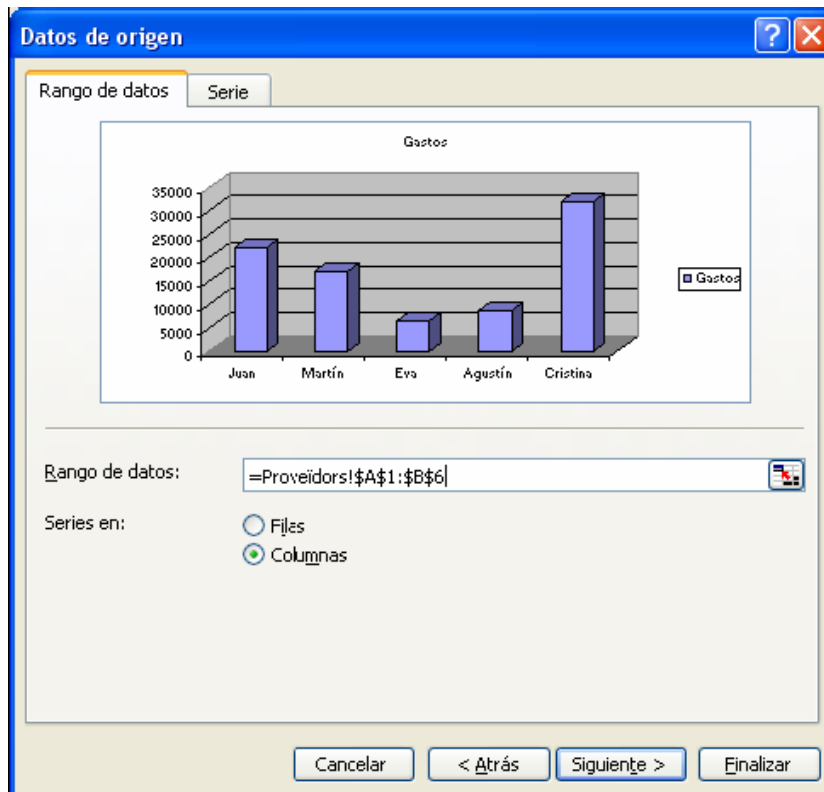 Datos de origen
Rango de datos Serie
Gastos
35000
30000
25000
20000
15000
10000
5000
0
Juan Martín Eva Agustín Cristina
Gastos
Rango de datos: =Proveïdors!$A$1:$B$6
Series en: Filas
Columnas
Cancelar < Atrás Siguiente > Finalizar